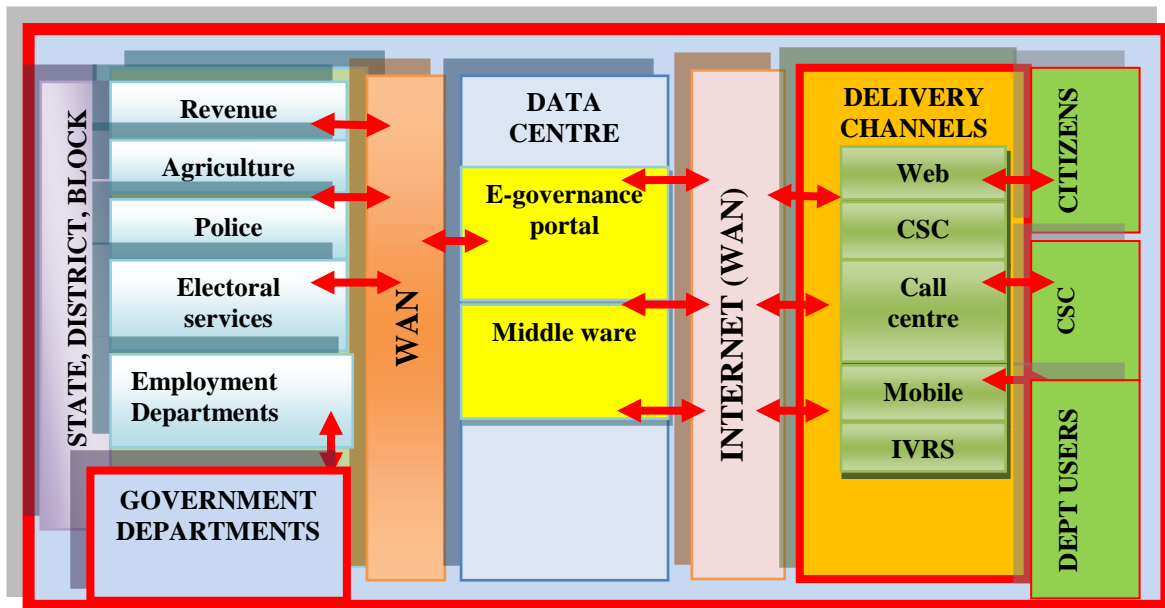 STATE, DISTRICT, BLOCK
Revenue
Agriculture
Police
Electoral
services
Employment
Departments
GOVERNMENT
DEPARTMENTS
WAN
DATA
CENTRE
E-governance
portal
Middle ware
INTERNET (WAN)
DELIVERY
CHANNELS
Web
CSC
Call
centre
Mobile
IVRS
CITIZENS
CSC
DEPT USERS